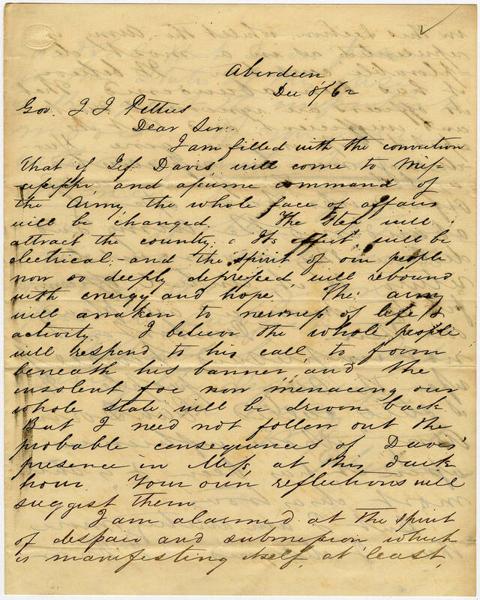 Aberdeen
Dec 8/62
Gov. J. J. Pettus
Dear Sir:
I am filled with the conviction
that if Jef Davis will come to Mis-
sissippi, and assume command of
the Army the whole face of affairs
will be changed. The step will
attract the country. Its effect will be
electrical,- and the spirit of our people
now so deeply depressed, will rebound
with energy and hope. The army
will awaken to newness of life &
activity. I believe the whole people
will respond to his call to form
beneath his banner, and the
insolent foe now menacing our
whole state will be driven back
But I need not follow out the
probable consequences of Davis'
presence in Miss, at this dark
hour. Your own reflections will
suggest them
I am alarmed at the spirit
of despair and submission which
is manifesting itself, at least,